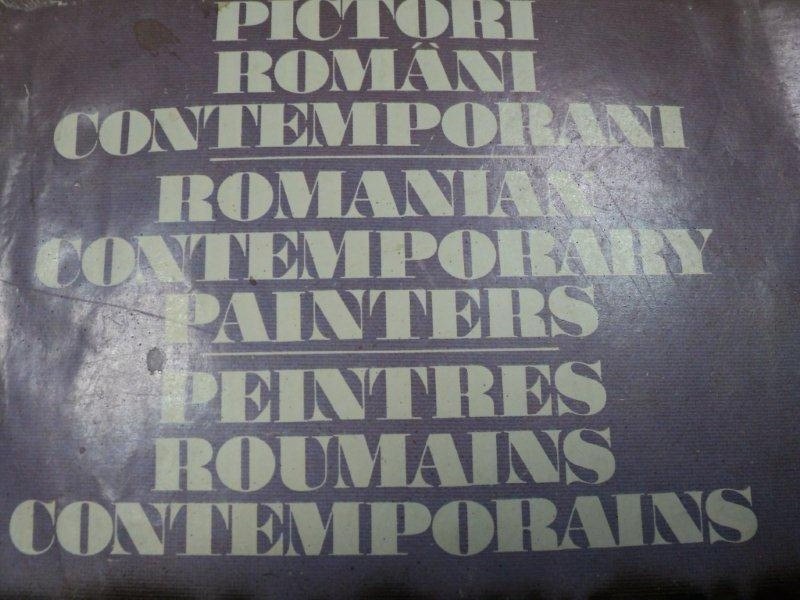 PICTORI
ROMÂNI
CONTEMPORANI
ROMANIAN
CONTEMPORARY
PAINTERS
PEINTRES
ROUMAINS
CONTEMPORAINS